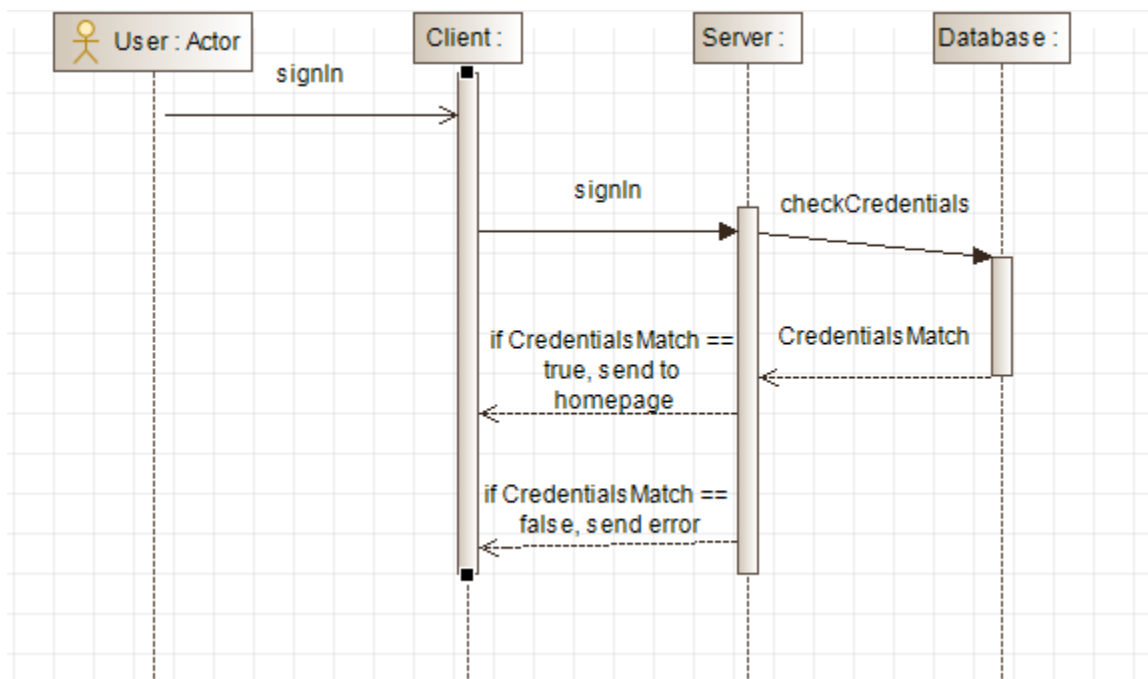 User : Actor
Client :
Server :
Database :
signIn
signIn
checkCredentials
if CredentialsMatch ==
true, send to
homepage
CredentialsMatch
if CredentialsMatch ==
false, send error